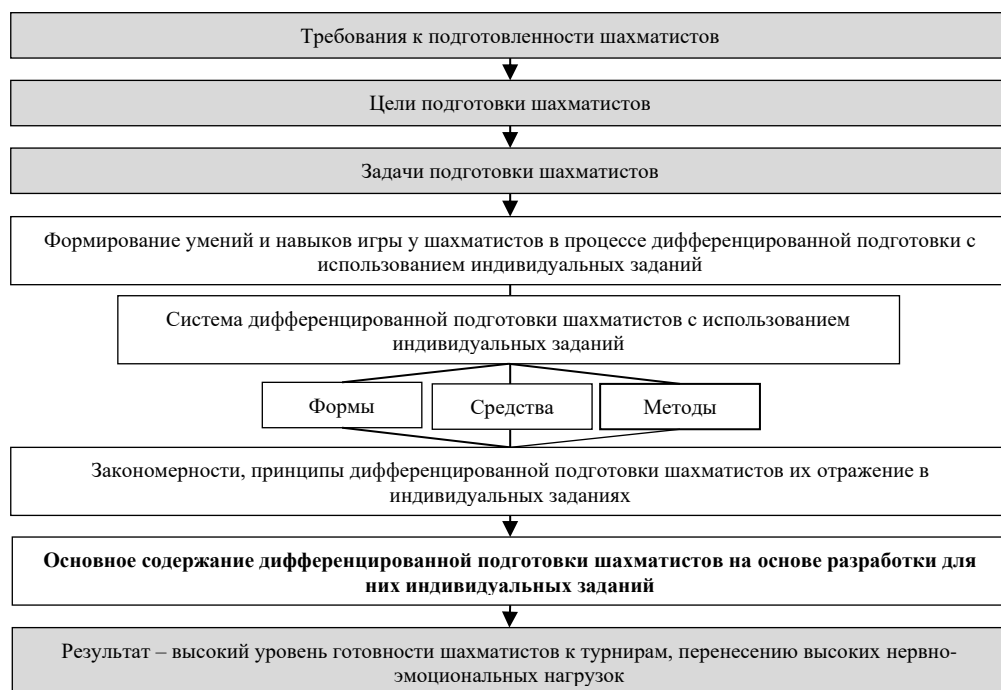 Требования к подготовленности шахматистов
Цели подготовки шахматистов
Задачи подготовки шахматистов
Формирование умений и навыков игры у шахматистов в процессе дифференцированной подготовки с
использованием индивидуальных заданий
Система дифференцированной подготовки шахматистов с использованием
индивидуальных заданий
Формы Средства Методы
Закономерности, принципы дифференцированной подготовки шахматистов их отражение в
индивидуальных заданиях
Основное содержание дифференцированной подготовки шахматистов на основе разработки для
них индивидуальных заданий
Результат – высокий уровень готовности шахматистов к турнирам, перенесению высоких нервно-
эмоциональных нагрузок